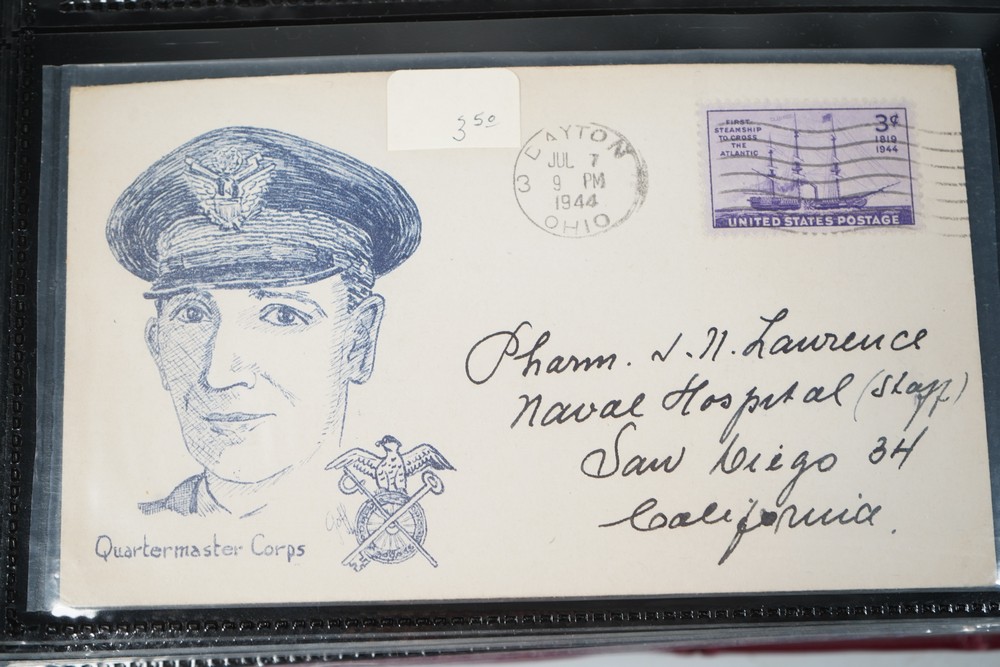 3 50
DAYTON
JUL 7
3 9 PM
1944
OHIO
FIRST
STEAMSHIP
TO CROSS
THE
ATLANTIC
3¢
1819
1944
UNITED STATES POSTAGE
Pharm. J. N. Lawrence
Naval Hospital (Staff)
San Diego 34
California.
Quartermaster Corps